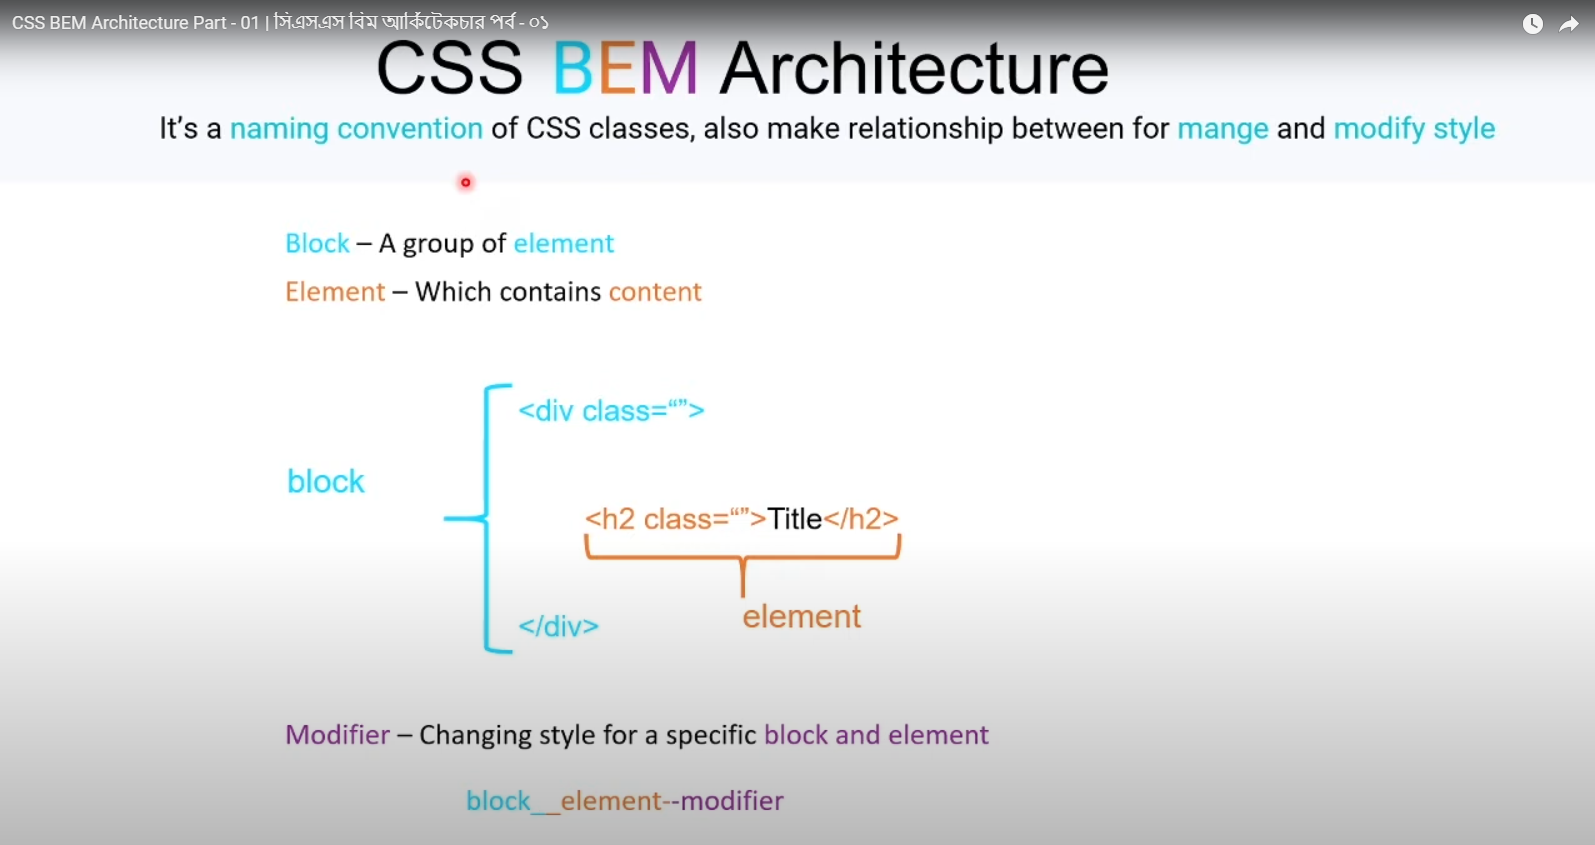 CSS BEM Architecture Part - 01 | সিএসএস বিম আর্কিটেকচার পর্ব - ০১
CSS BEM Architecture
It’s a naming convention of CSS classes, also make relationship between for mange and modify style
Block – A group of element
Element – Which contains content
<div class=“”>
block
<h2 class=“”>Title</h2>
element
</div>
Modifier – Changing style for a specific block and element
block__element--modifier